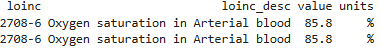 loinc loinc_desc value units
2708-6 Oxygen saturation in Arterial blood 85.8 %
2708-6 Oxygen saturation in Arterial blood 85.8 %